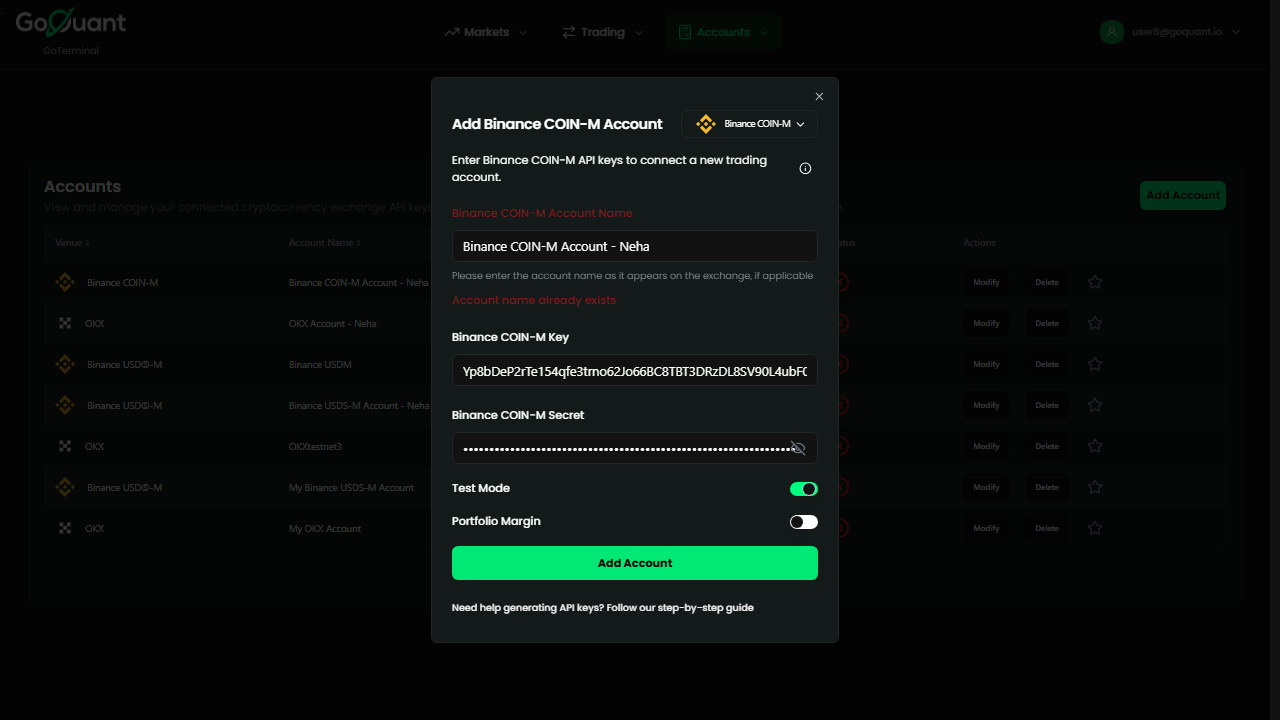 GoQuant
GoTerminal
Markets
Trading
Accounts
user6@goquant.io
Add Binance COIN-M Account
Binance COIN-M
Enter Binance COIN-M API keys to connect a new trading
account.
Binance COIN-M Account Name
Binance COIN-M Account - Neha
Please enter the account name as it appears on the exchange, if applicable
Account name already exists
Binance COIN-M Key
Binance COIN-M Secret
Test Mode
Portfolio Margin
Add Account
Need help generating API keys? Follow our step-by-step guide
Accounts
View and manage your connected cryptocurrency exchange API keys
Add Account
Venue
Account Name
Actions
Binance COIN-M
Binance COIN-M Account - Neha
Modify
Delete
OKX
OKX Account - Neha
Modify
Delete
Binance USDⓈ-M
Binance USDM
Modify
Delete
Binance USDⓈ-M
Binance USDS-M Account - Neha
Modify
Delete
OKX
OKXtestnet3
Modify
Delete
Binance USDⓈ-M
My Binance USDS-M Account
Modify
Delete
OKX
My OKX Account
Modify
Delete